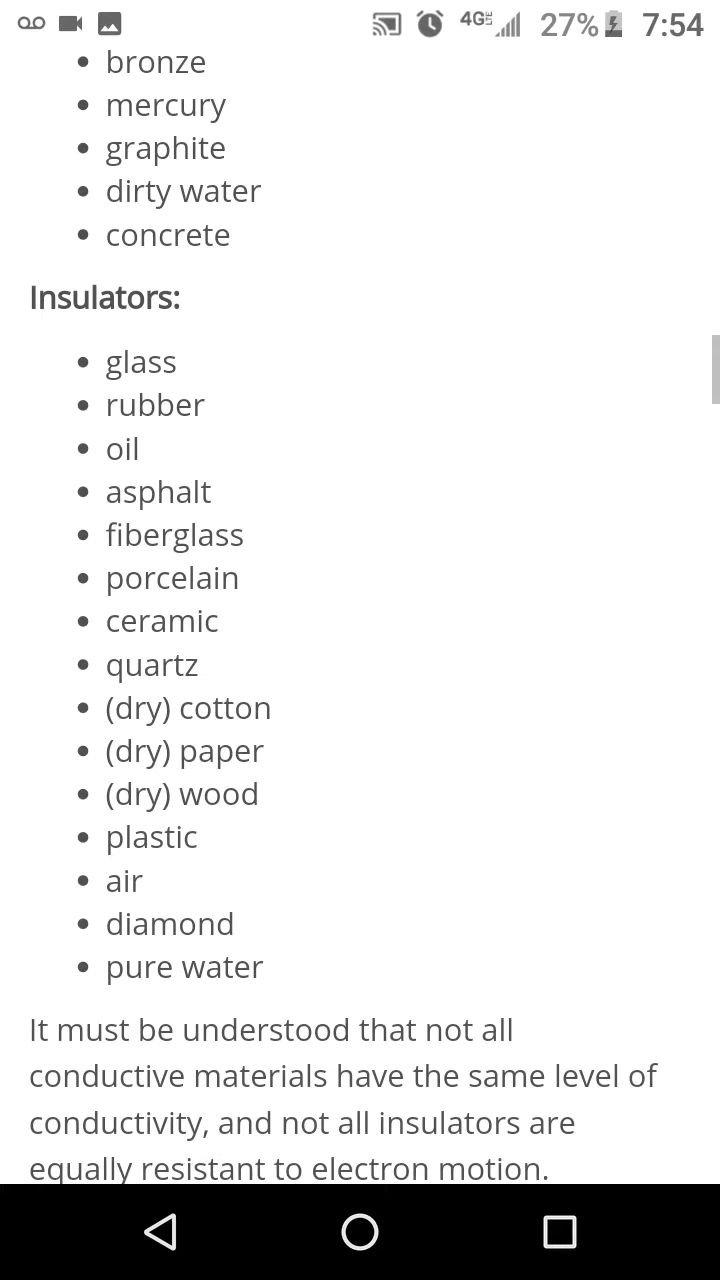 4G LTE 27% 7:54
• bronze
• mercury
• graphite
• dirty water
• concrete
Insulators:
• glass
• rubber
• oil
• asphalt
• fiberglass
• porcelain
• ceramic
• quartz
• (dry) cotton
• (dry) paper
• (dry) wood
• plastic
• air
• diamond
• pure water
It must be understood that not all
conductive materials have the same level of
conductivity, and not all insulators are
equally resistant to electron motion.